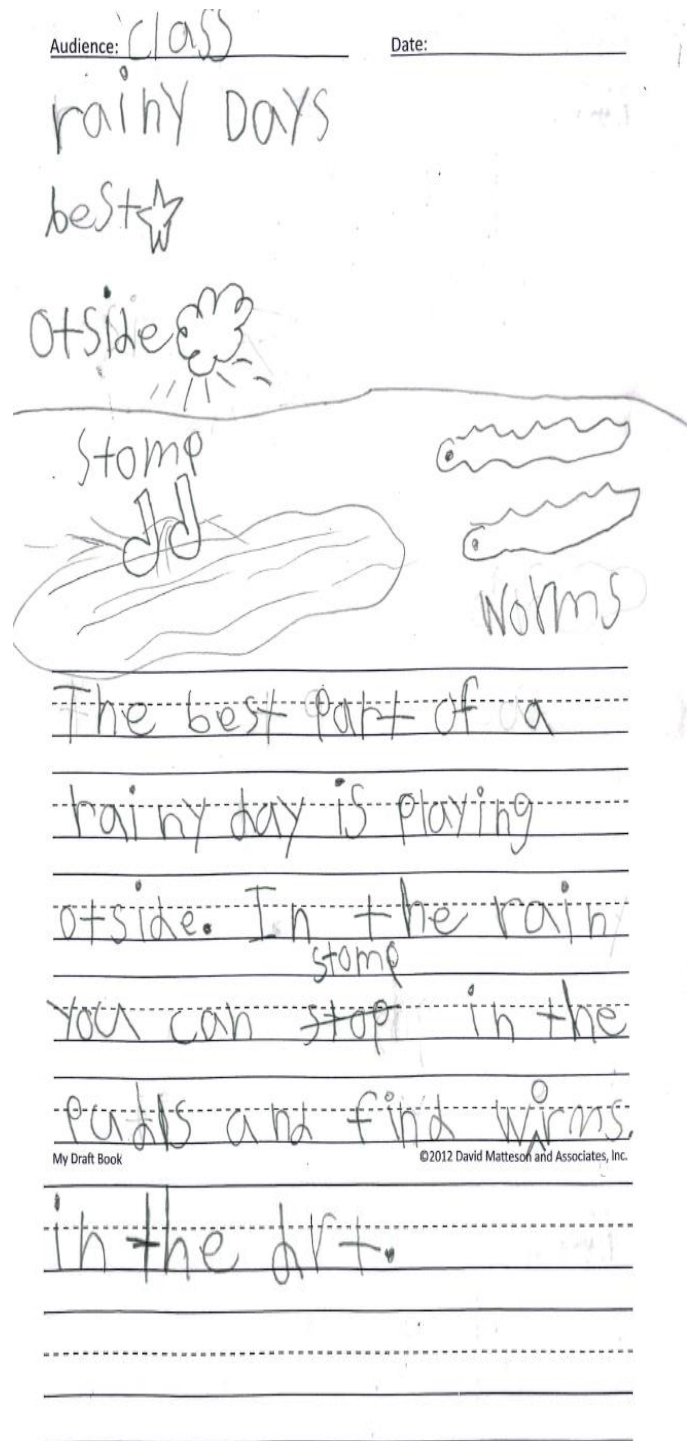 Audience: class Date:
rainy Days
best
otside
stomp
worms
The best part of a
rainy day is playing
otside. In the rain
stomp
you can stop in the
pudls and find worms.
My Draft Book ©2012 David Matteson and Associates, Inc.
in the drt.